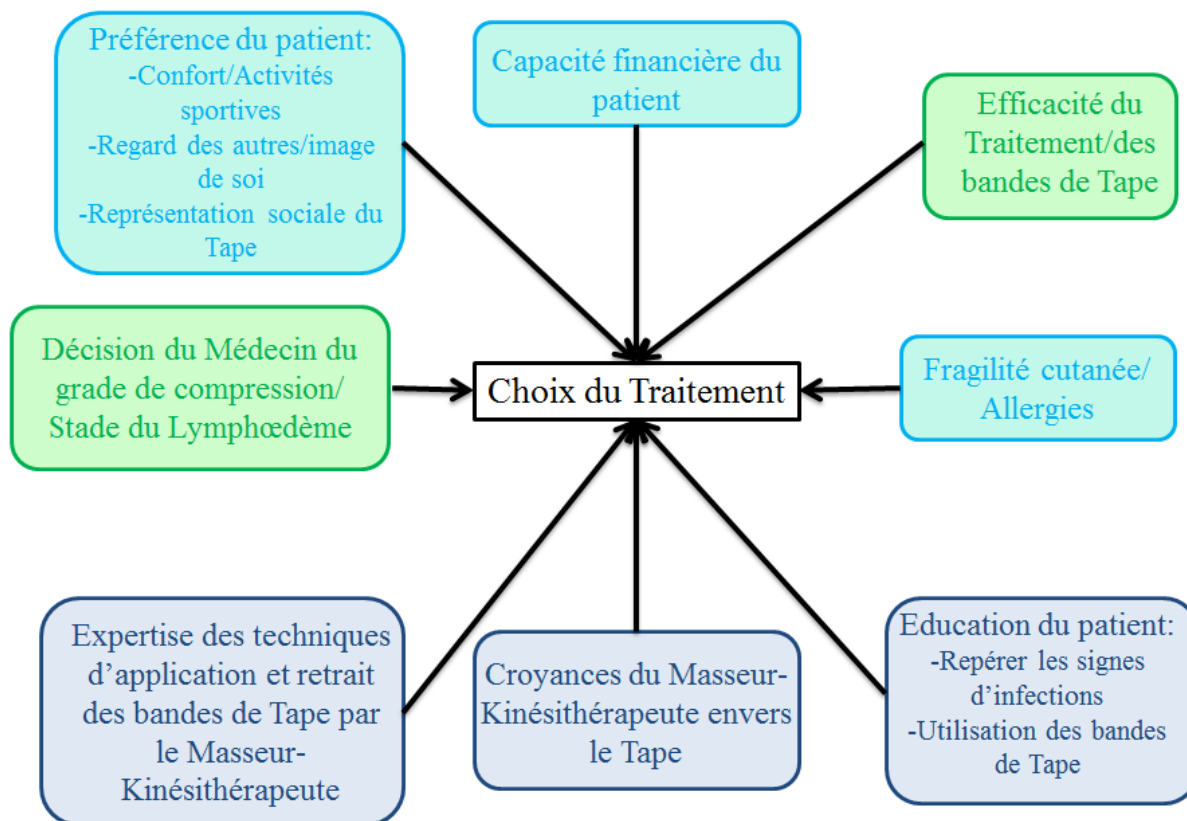 Préférence du patient:
-Confort/Activités
sportives
-Regard des autres/image
de soi
-Représentation sociale du
Tape
Capacité financière du
patient
Efficacité du
Traitement/des
bandes de Tape
Décision du Médecin du
grade de compression/
Stade du Lymphœdème
Choix du Traitement
Fragilité cutanée/
Allergies
Expertise des techniques
d’application et retrait
des bandes de Tape par
le Masseur-
Kinésithérapeute
Croyances du Masseur-
Kinésithérapeute envers
le Tape
Education du patient:
-Repérer les signes
d’infections
-Utilisation des bandes
de Tape